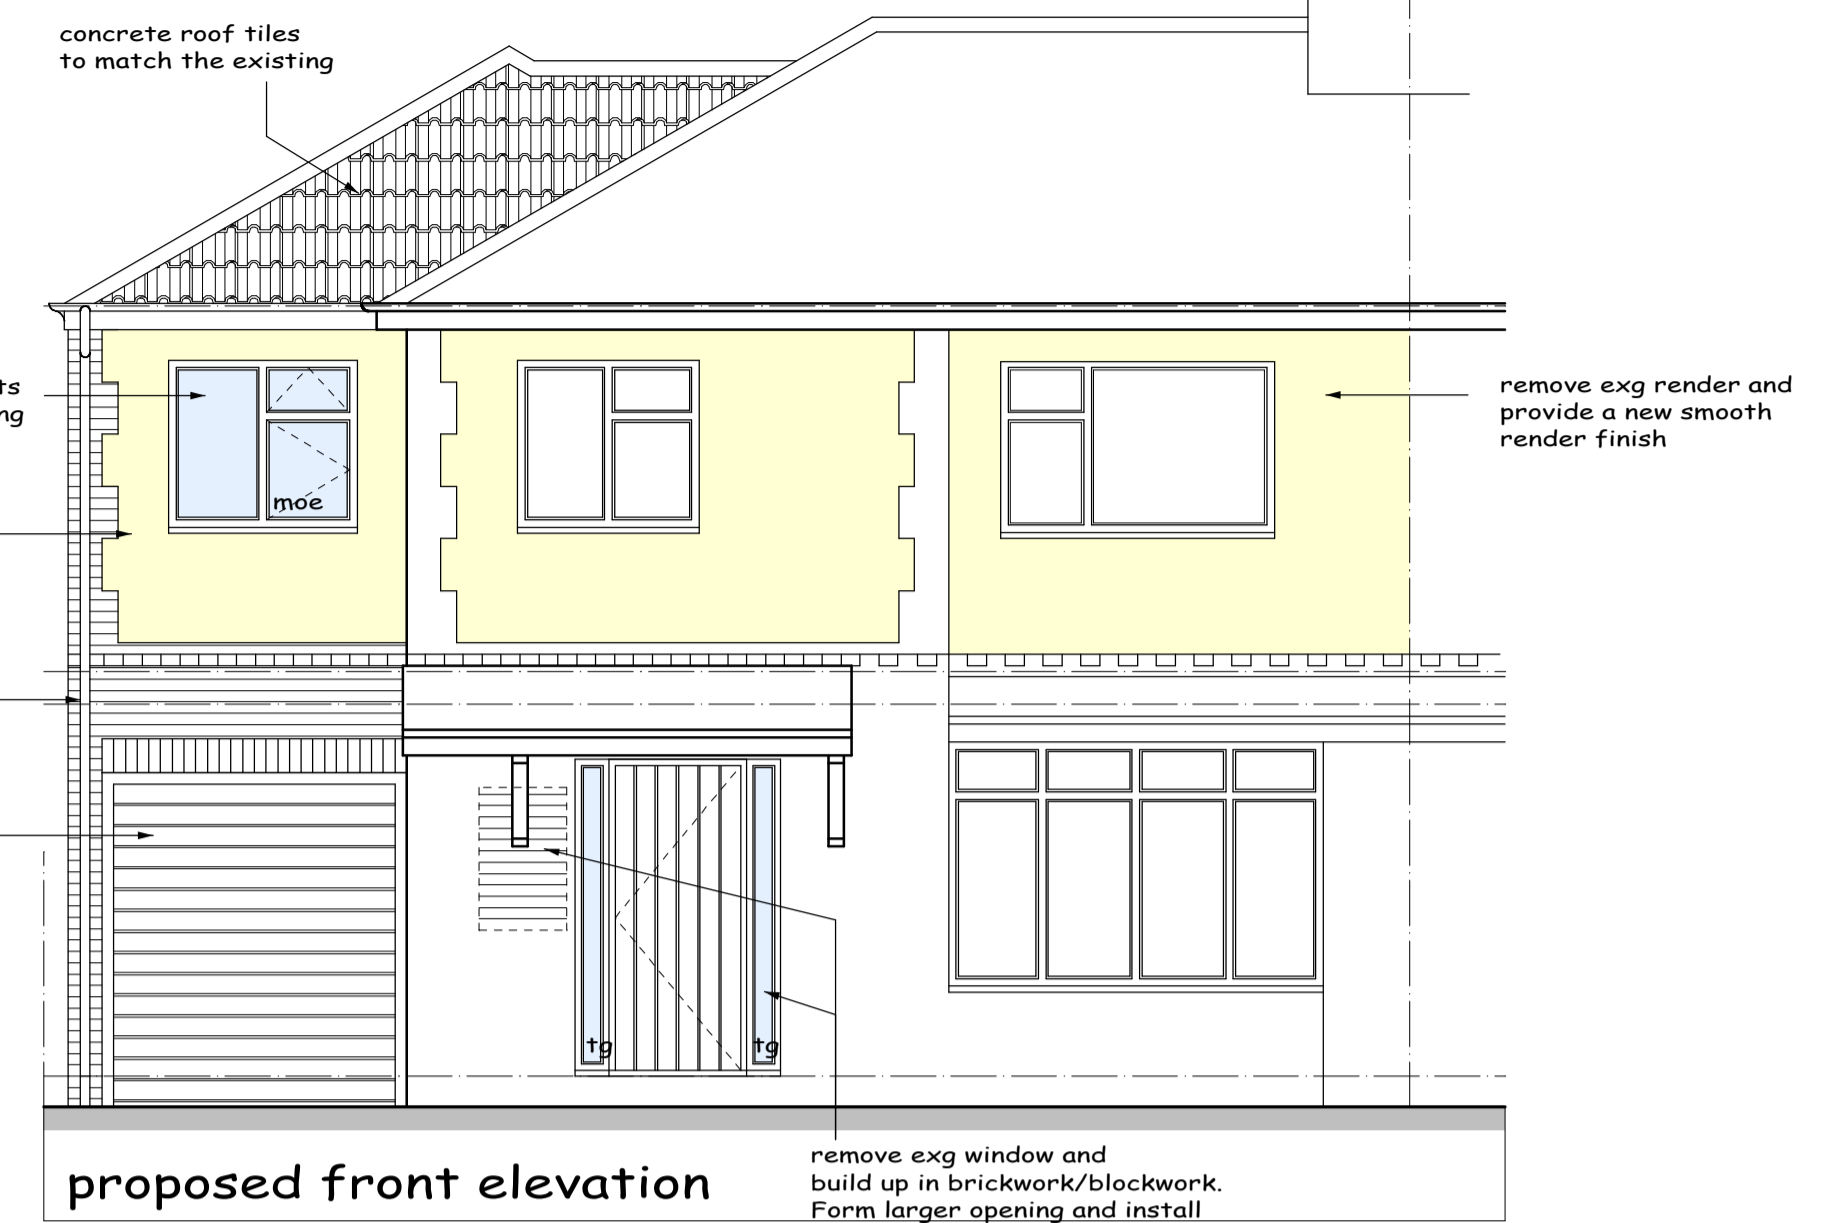 concrete roof tiles
to match the existing
ts
ng
moe
remove exg render and
provide a new smooth
render finish
tg
tg
proposed front elevation
remove exg window and
build up in brickwork/blockwork.
Form larger opening and install